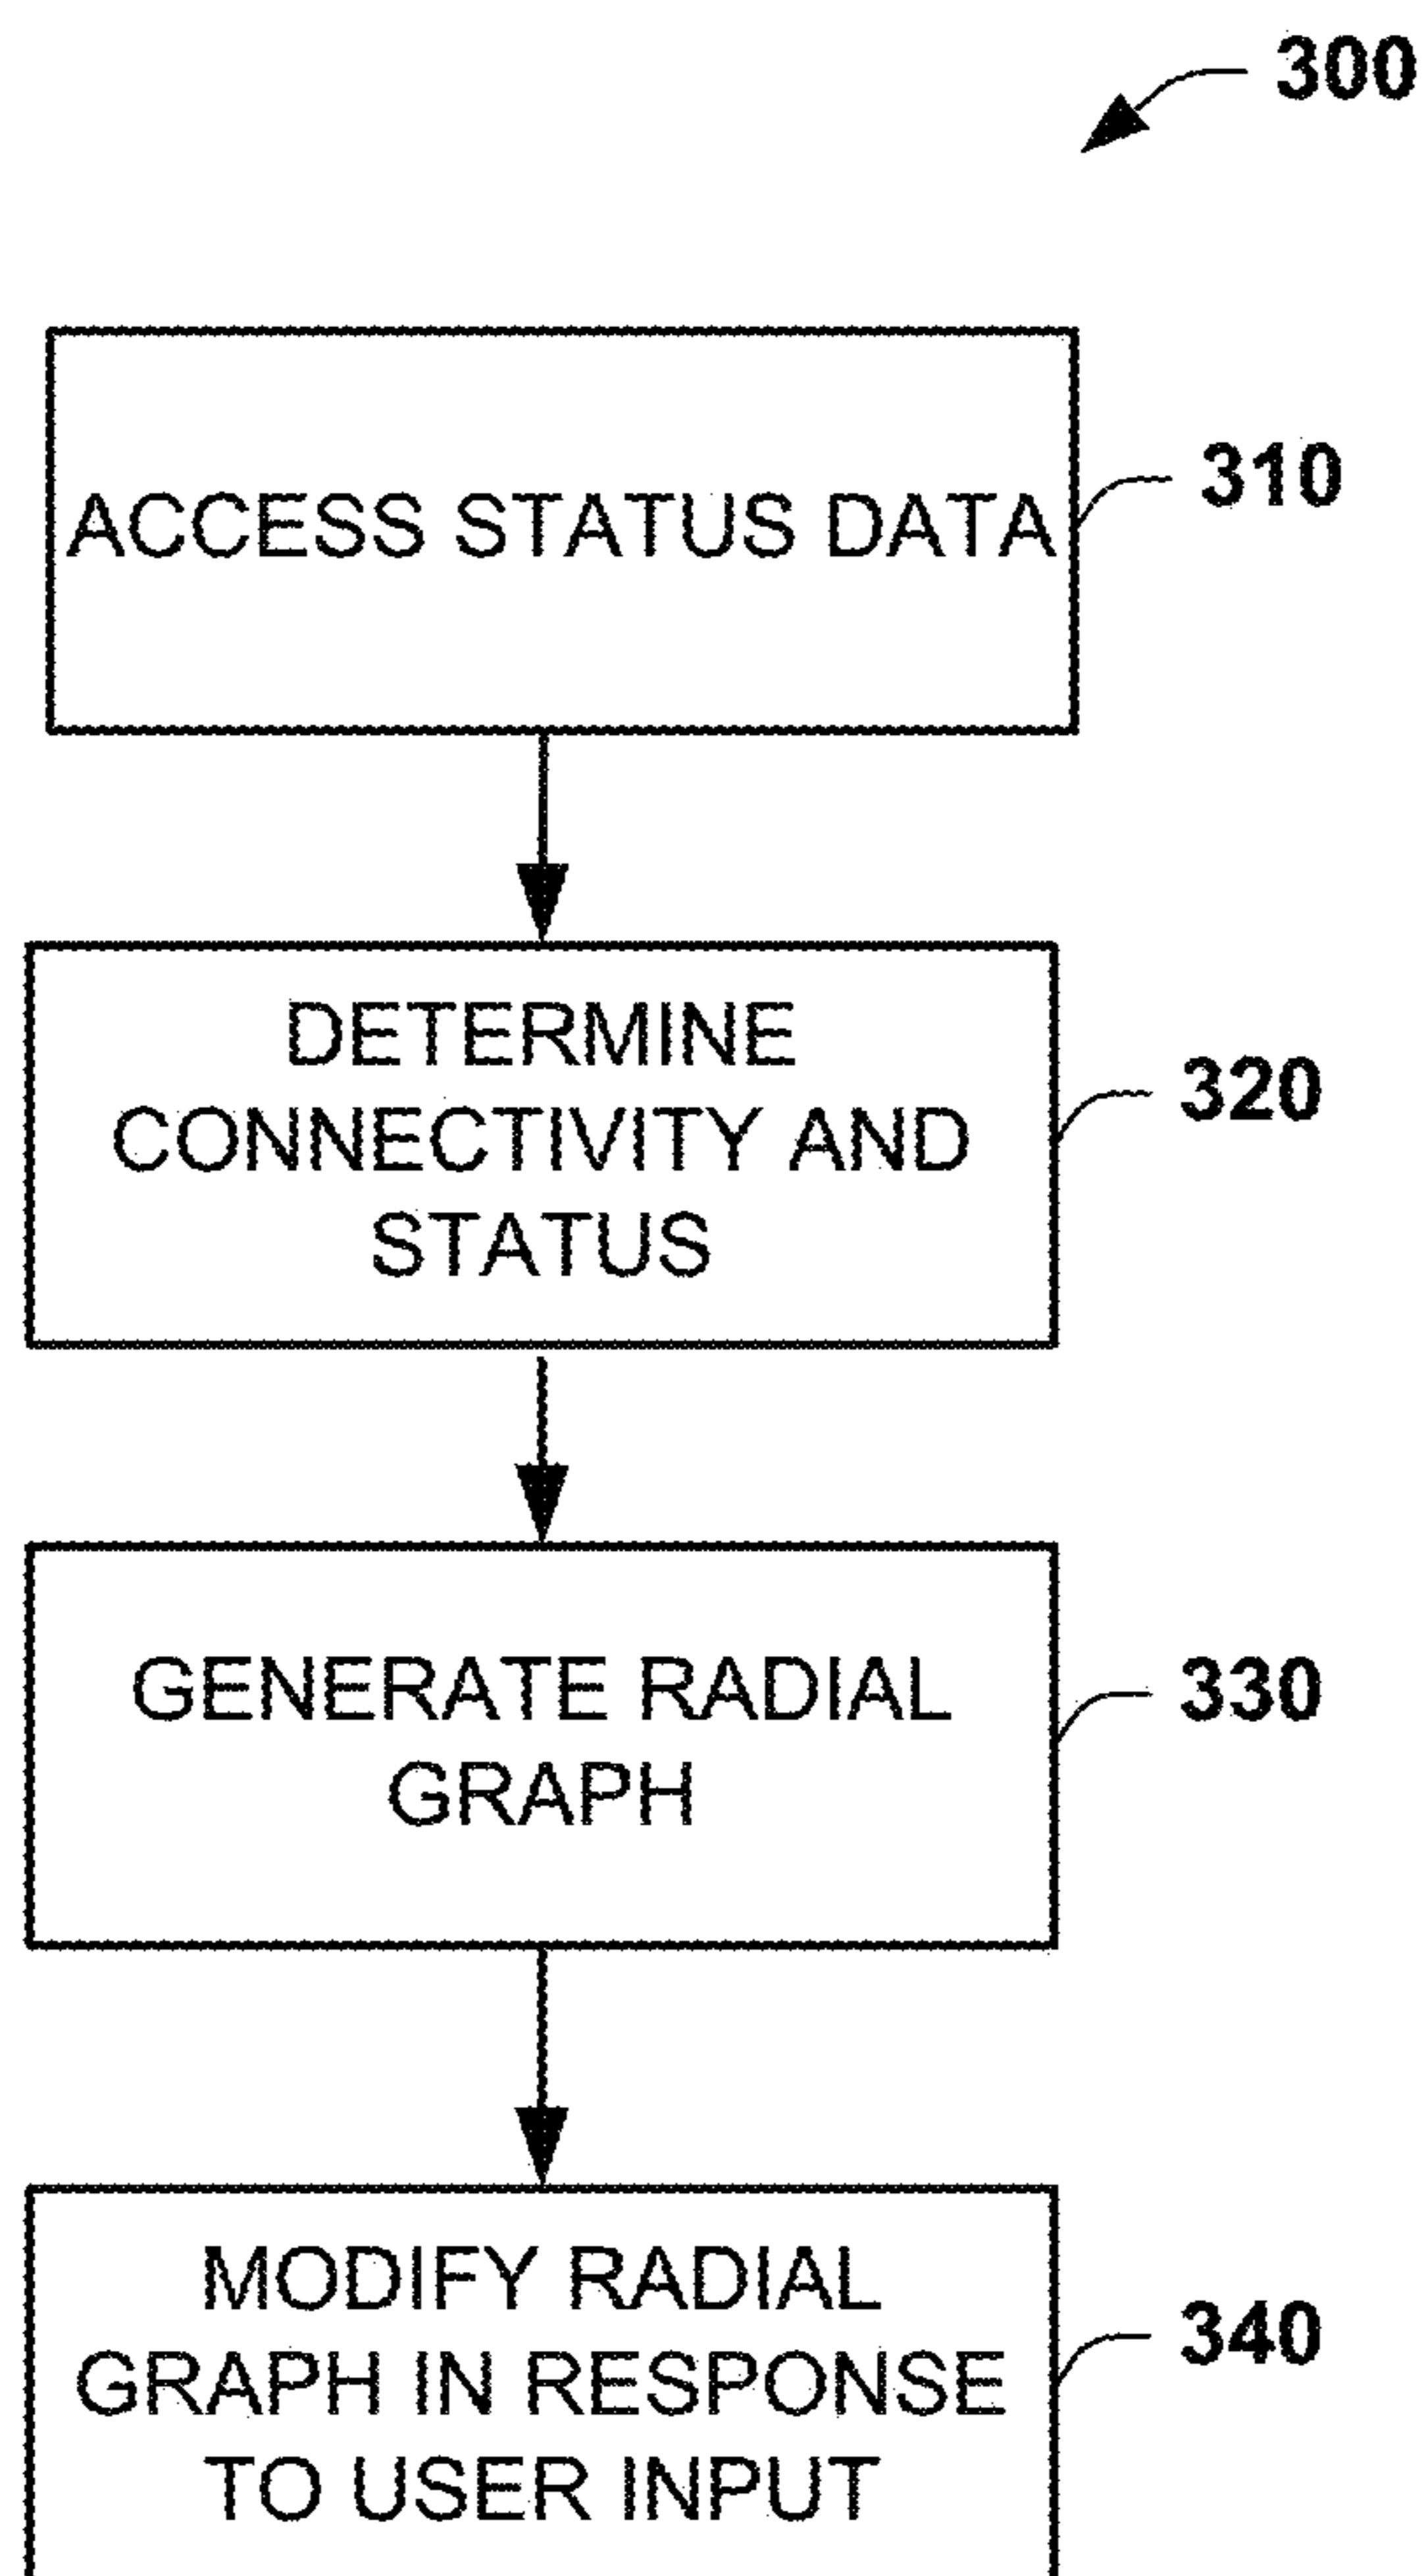 300
ACCESS STATUS DATA
310
DETERMINE
CONNECTIVITY AND
STATUS
320
GENERATE RADIAL
GRAPH
330
MODIFY RADIAL
GRAPH IN RESPONSE
TO USER INPUT
340